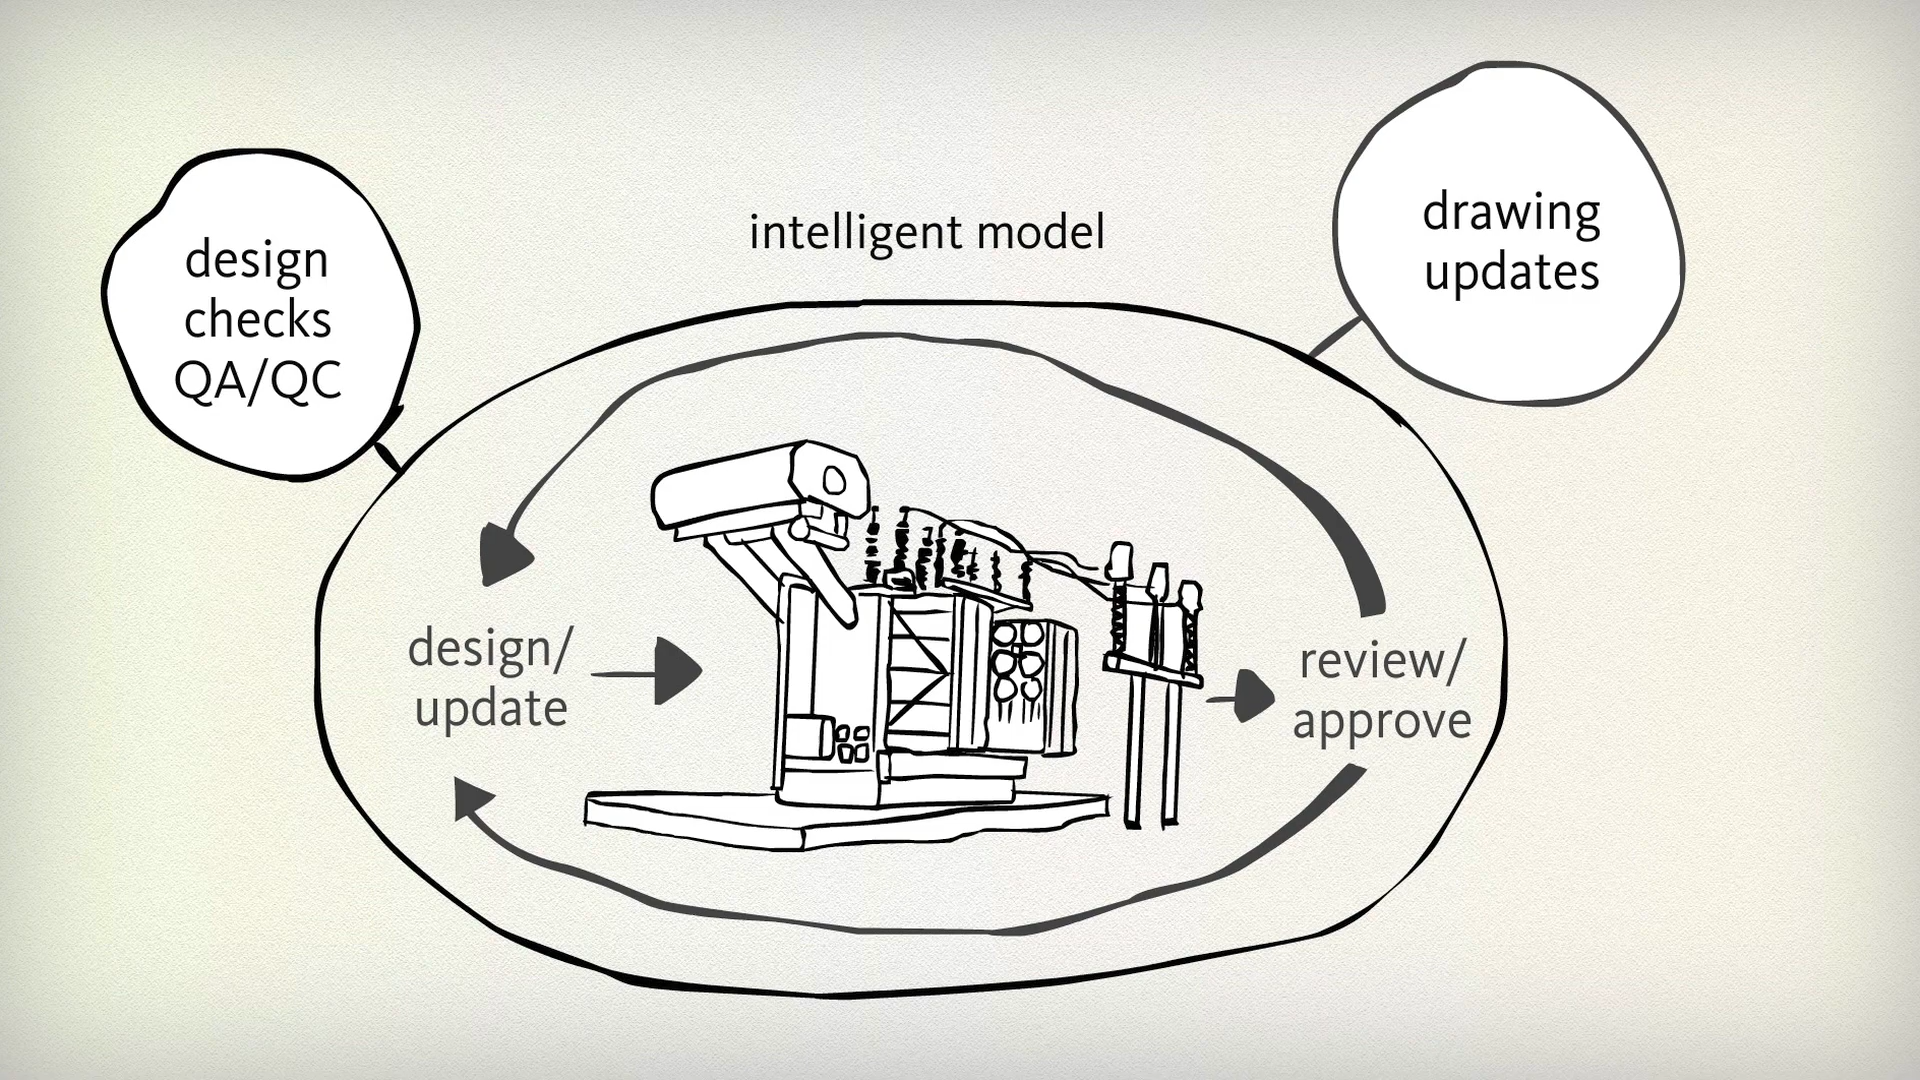 intelligent model
design
checks
QA/QC
drawing
updates
design/
update
review/
approve